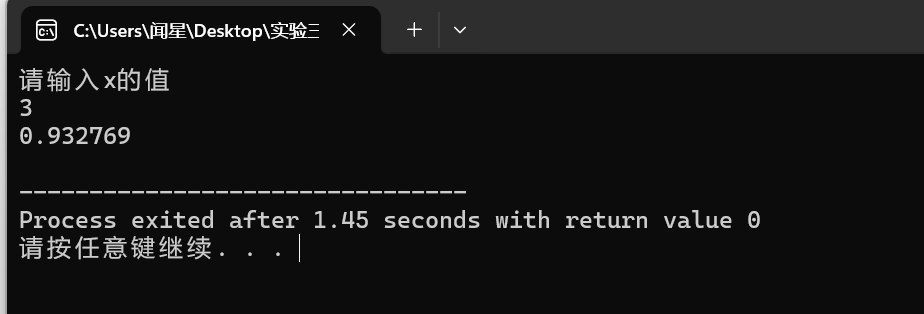 C:\Users\闻星\Desktop\实验三
请输入x的值
3
0.932769
--------------------------------
Process exited after 1.45 seconds with return value 0
请按任意键继续. . .